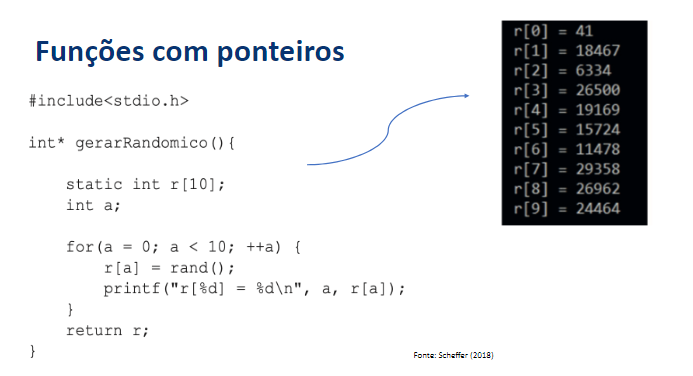 Funções com ponteiros
#include<stdio.h>
int* gerarRandomico(){
static int r[10];
int a;
for(a = 0; a < 10; ++a) {
r[a] = rand();
printf("r[%d] = %d\n", a, r[a]);
}
return r;
}
r[0] = 41
r[1] = 18467
r[2] = 6334
r[3] = 26500
r[4] = 19169
r[5] = 15724
r[6] = 11478
r[7] = 29358
r[8] = 26962
r[9] = 24464
Fonte: Scheffer (2018)